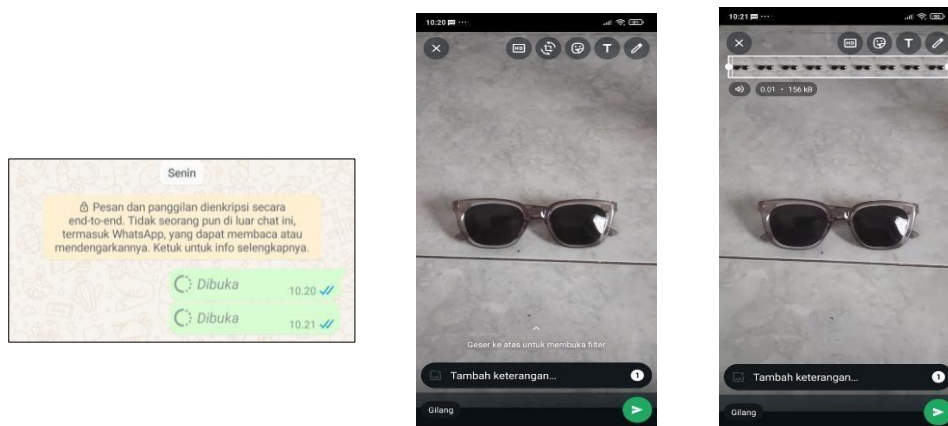 Senin
Pesan dan panggilan dienkripsi secara
end-to-end. Tidak seorang pun di luar chat ini,
termasuk WhatsApp, yang dapat membaca atau
mendengarkannya. Ketuk untuk info selengkapnya.
Dibuka 10.20
Dibuka 10.21
10:20
HD T
Geser ke atas untuk membuka filter
Tambah keterangan... 1
Gilang
10:21
HD T
0.01 • 156 kB
Tambah keterangan... 1
Gilang